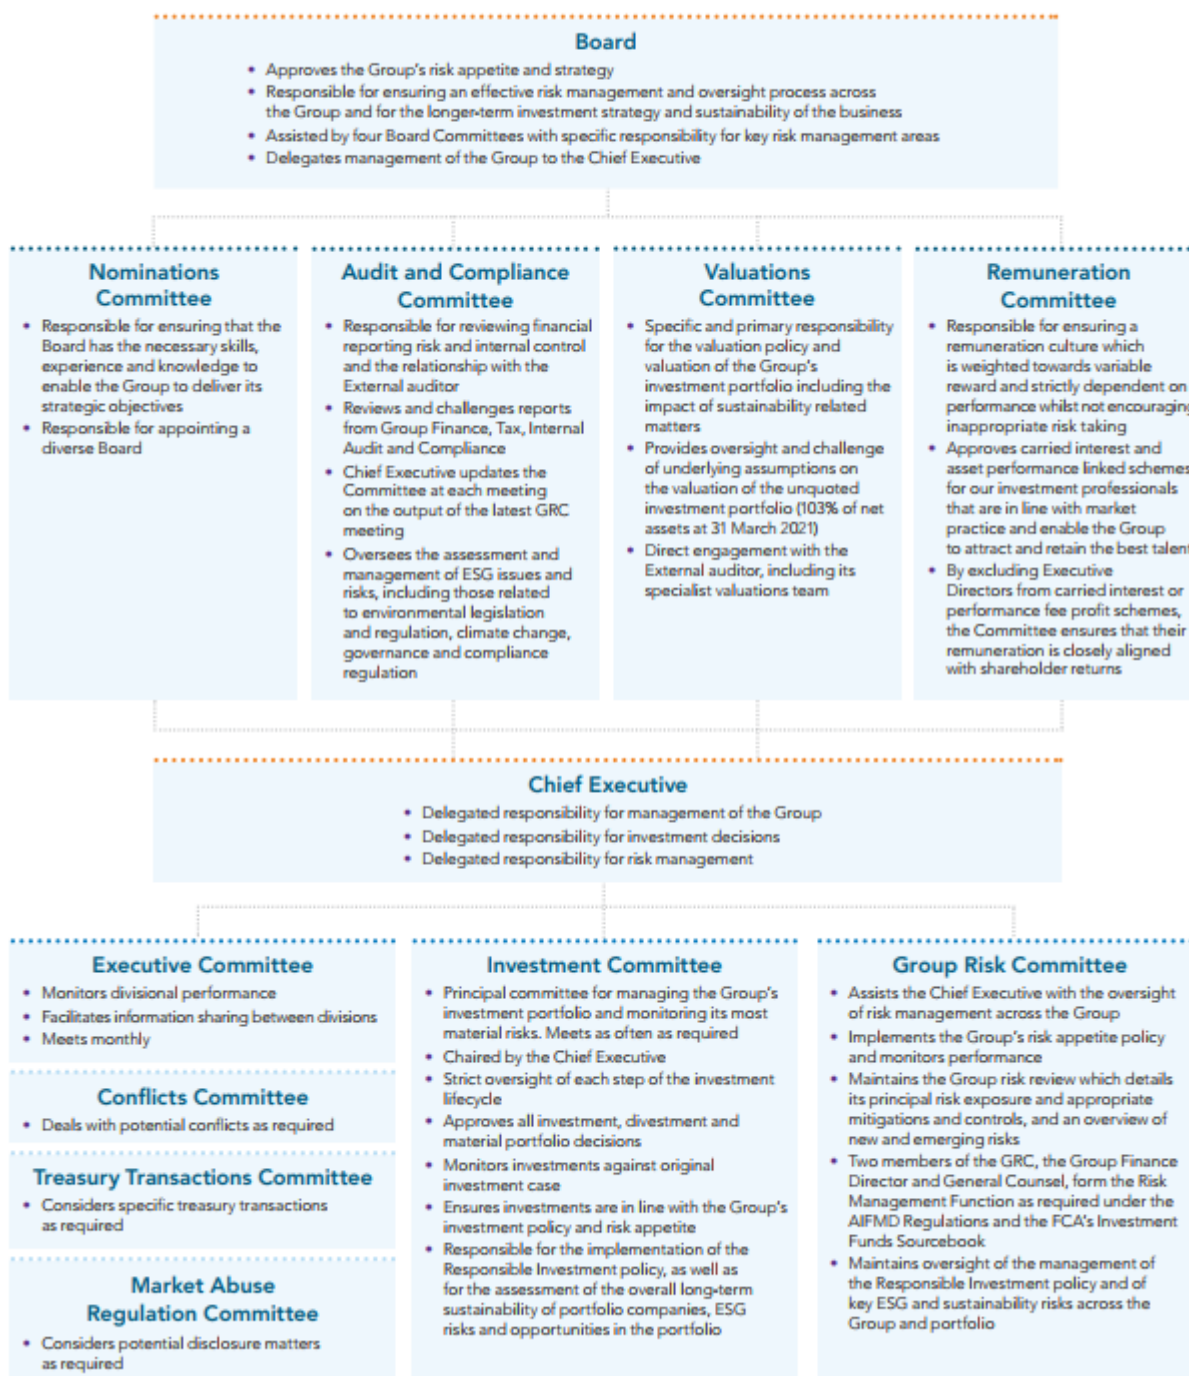 Board
• Approves the Group's risk appetite and strategy
• Responsible for ensuring an effective risk management and oversight process across
the Group and for the longer-term investment strategy and sustainability of the business
• Assisted by four Board Committees with specific responsibility for key risk management areas
• Delegates management of the Group to the Chief Executive
Nominations
Committee
• Responsible for ensuring that the
Board has the necessary skills,
experience and knowledge to
enable the Group to deliver its
strategic objectives
• Responsible for appointing a
diverse Board
Audit and Compliance
Committee
• Responsible for reviewing financial
reporting risk and internal control
and the relationship with the
External auditor
• Reviews and challenges reports
from Group Finance, Tax, Internal
Audit and Compliance
• Chief Executive updates the
Committee at each meeting
on the output of the latest GRC
meeting
• Oversees the assessment and
management of ESG issues and
risks, including those related
to environmental legislation
and regulation, climate change,
governance and compliance
regulation
Valuations
Committee
• Specific and primary responsibility
for the valuation policy and
valuation of the Group's
investment portfolio including the
impact of sustainability related
matters
• Provides oversight and challenge
of underlying assumptions on
the valuation of the unquoted
investment portfolio (103% of net
assets at 31 March 2021)
• Direct engagement with the
External auditor, including its
specialist valuations team
Remuneration
Committee
• Responsible for ensuring a
remuneration culture which
is weighted towards variable
reward and strictly dependent on
performance whilst not encouraging
inappropriate risk taking
• Approves carried interest and
asset performance linked schemes
for our investment professionals
that are in line with market
practice and enable the Group
to attract and retain the best talent
• By excluding Executive
Directors from carried interest or
performance fee profit schemes,
the Committee ensures that their
remuneration is closely aligned
with shareholder returns
Chief Executive
• Delegated responsibility for management of the Group
• Delegated responsibility for investment decisions
• Delegated responsibility for risk management
Executive Committee
• Monitors divisional performance
• Facilitates information sharing between divisions
• Meets monthly
Conflicts Committee
• Deals with potential conflicts as required
Treasury Transactions Committee
• Considers specific treasury transactions
as required
Market Abuse
Regulation Committee
• Considers potential disclosure matters
as required
Investment Committee
• Principal committee for managing the Group's
investment portfolio and monitoring its most
material risks. Meets as often as required
• Chaired by the Chief Executive
• Strict oversight of each step of the investment
lifecycle
• Approves all investment, divestment and
material portfolio decisions
• Monitors investments against original
investment case
• Ensures investments are in line with the Group's
investment policy and risk appetite
• Responsible for the implementation of the
Responsible Investment policy, as well as
for the assessment of the overall long-term
sustainability of portfolio companies, ESG
risks and opportunities in the portfolio
Group Risk Committee
• Assists the Chief Executive with the oversight
of risk management across the Group
• Implements the Group's risk appetite policy
and monitors performance
• Maintains the Group risk review which details
its principal risk exposure and appropriate
mitigations and controls, and an overview of
new and emerging risks
• Two members of the GRC, the Group Finance
Director and General Counsel, form the Risk
Management Function as required under the
AIFMD Regulations and the FCA's Investment
Funds Sourcebook
• Maintains oversight of the management of
the Responsible Investment policy and of
key ESG and sustainability risks across the
Group and portfolio